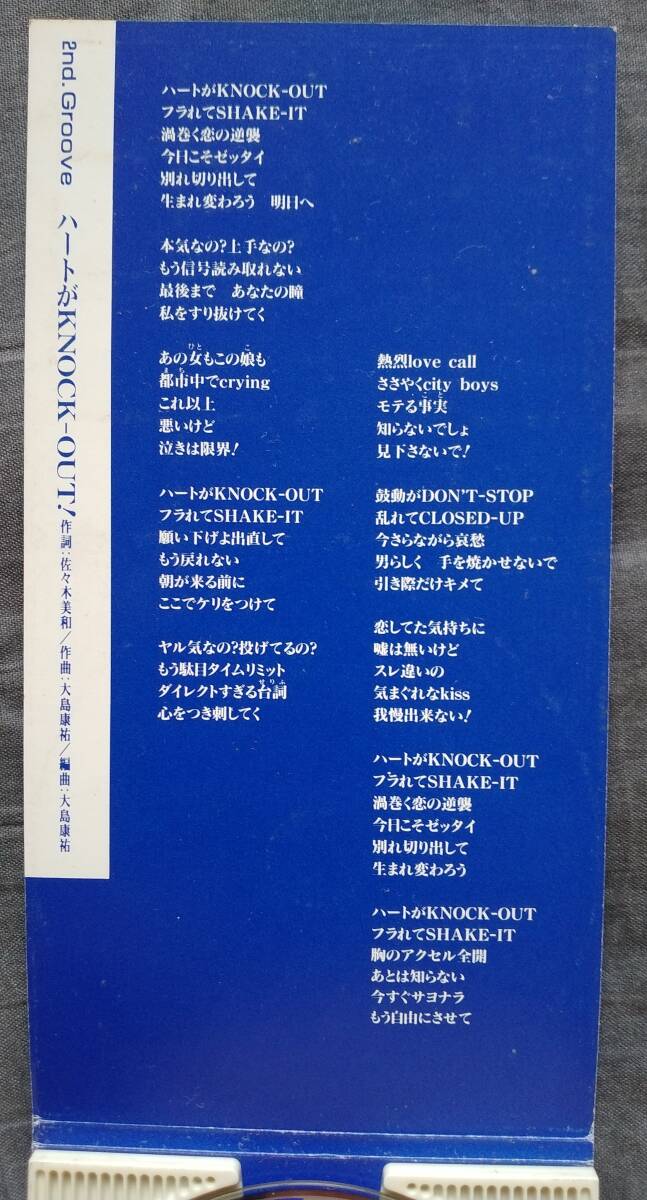 2nd. Groove ハートがKNOCK-OUT! 作詞:佐々木美和/作曲:大島康祐/編曲:大島康祐
ハートがKNOCK-OUT
フラれてSHAKE-IT
渦巻く恋の逆襲
今日こそゼッタイ
別れ切り出して
生まれ変わろう 明日へ
本気なの?上手なの?
もう信号読み取れない
最後まで あなたの瞳
私をすり抜けてく
あの女もこの娘も
都市中でcrying
これ以上
悪いけど
泣きは限界!
ハートがKNOCK-OUT
フラれてSHAKE-IT
願い下げよ出直して
もう戻れない
朝が来る前に
ここでケリをつけて
ヤル気なの?投げてるの?
もう駄目タイムリミット
ダイレクトすぎる台詞
心をつき刺してく
熱烈love call
ささやくcity boys
モテる事実
知らないでしょ
見下さないで!
鼓動がDON'T-STOP
乱れてCLOSED-UP
今さらながら哀愁
男らしく 手を焼かせないで
引き際だけキメて
恋してた気持ちに
嘘は無いけど
スレ違いの
気まぐれなkiss
我慢出来ない!
ハートがKNOCK-OUT
フラれてSHAKE-IT
渦巻く恋の逆襲
今日こそゼッタイ
別れ切り出して
生まれ変わろう
ハートがKNOCK-OUT
フラれてSHAKE-IT
胸のアクセル全開
あとは知らない
今すぐサヨナラ
もう自由にさせて